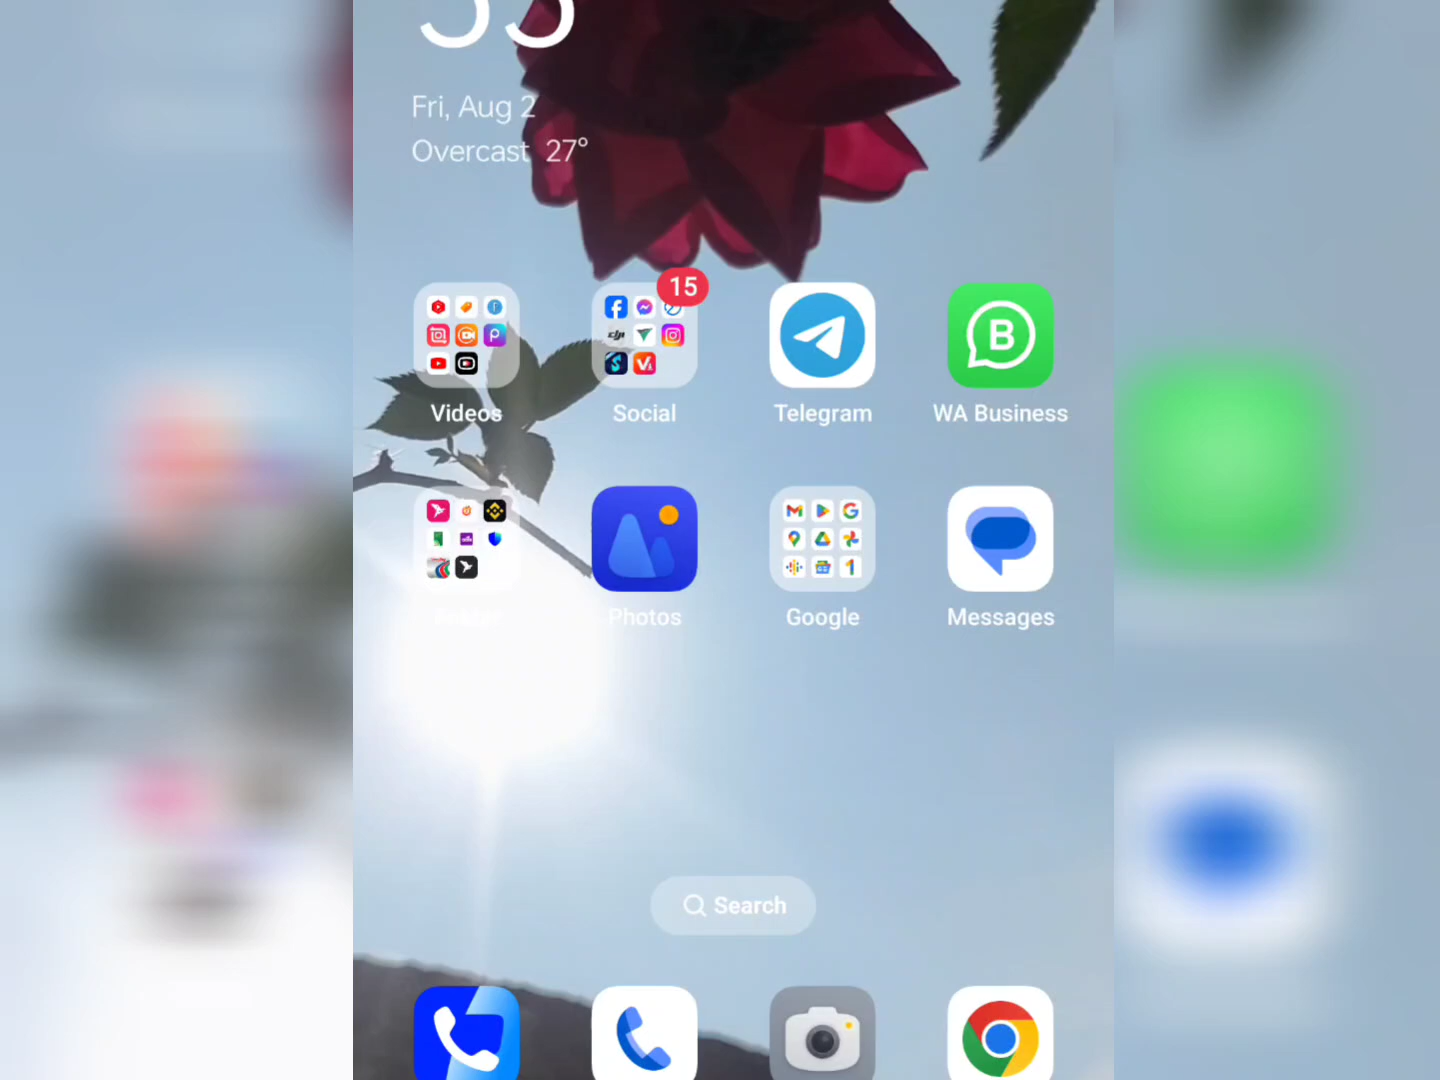 Fri, Aug 2
Overcast 27°
15
Videos
Social
Telegram
WA Business
Photos
Google
Messages
Search